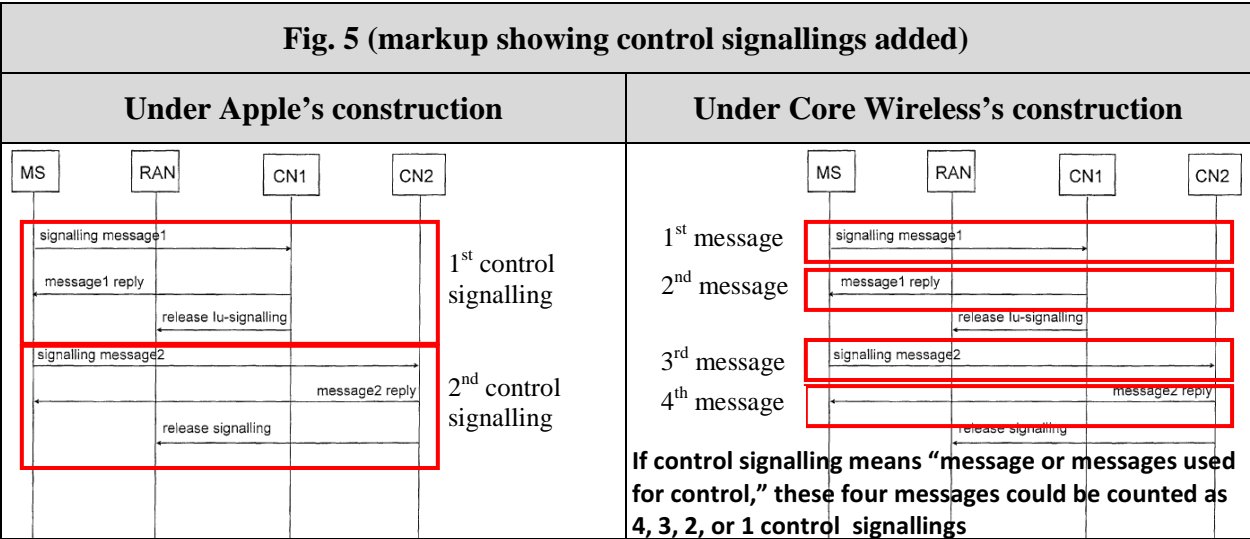 Fig. 5 (markup showing control signallings added)
Under Apple's construction
Under Core Wireless's construction
MS
RAN
CN1
CN2
signalling message1
message1 reply
release Iu-signalling
1st control
signalling
signalling message2
message2 reply
release signalling
2nd control
signalling
MS
RAN
CN1
CN2
1st message
signalling message1
2nd message
message1 reply
release Iu-signalling
3rd message
signalling message2
4th message
message2 reply
release signalling
If control signalling means “message or messages used
for control,” these four messages could be counted as
4, 3, 2, or 1 control signallings